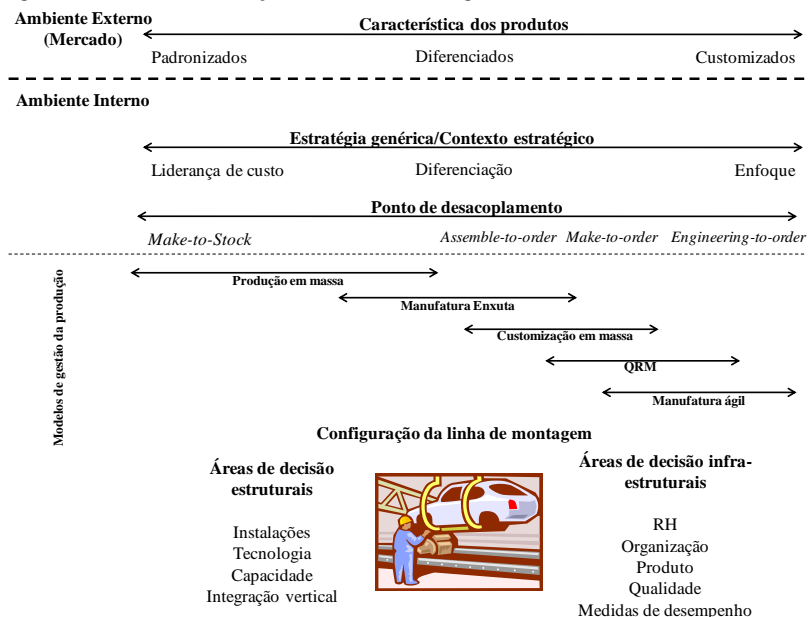 Ambiente Externo
(Mercado)
Característica dos produtos
Padronizados Diferenciados Customizados
Ambiente Interno
Estratégia genérica/Contexto estratégico
Liderança de custo Diferenciação Enfoque
Ponto de desacoplamento
Make-to-Stock Assemble-to-order Make-to-order Engineering-to-order
Modelos de gestão da produção
Produção em massa
Manufatura Enxuta
Customização em massa
QRM
Manufatura ágil
Configuração da linha de montagem
Áreas de decisão
estruturais
Instalações
Tecnologia
Capacidade
Integração vertical
Áreas de decisão infra-
estruturais
RH
Organização
Produto
Qualidade
Medidas de desempenho